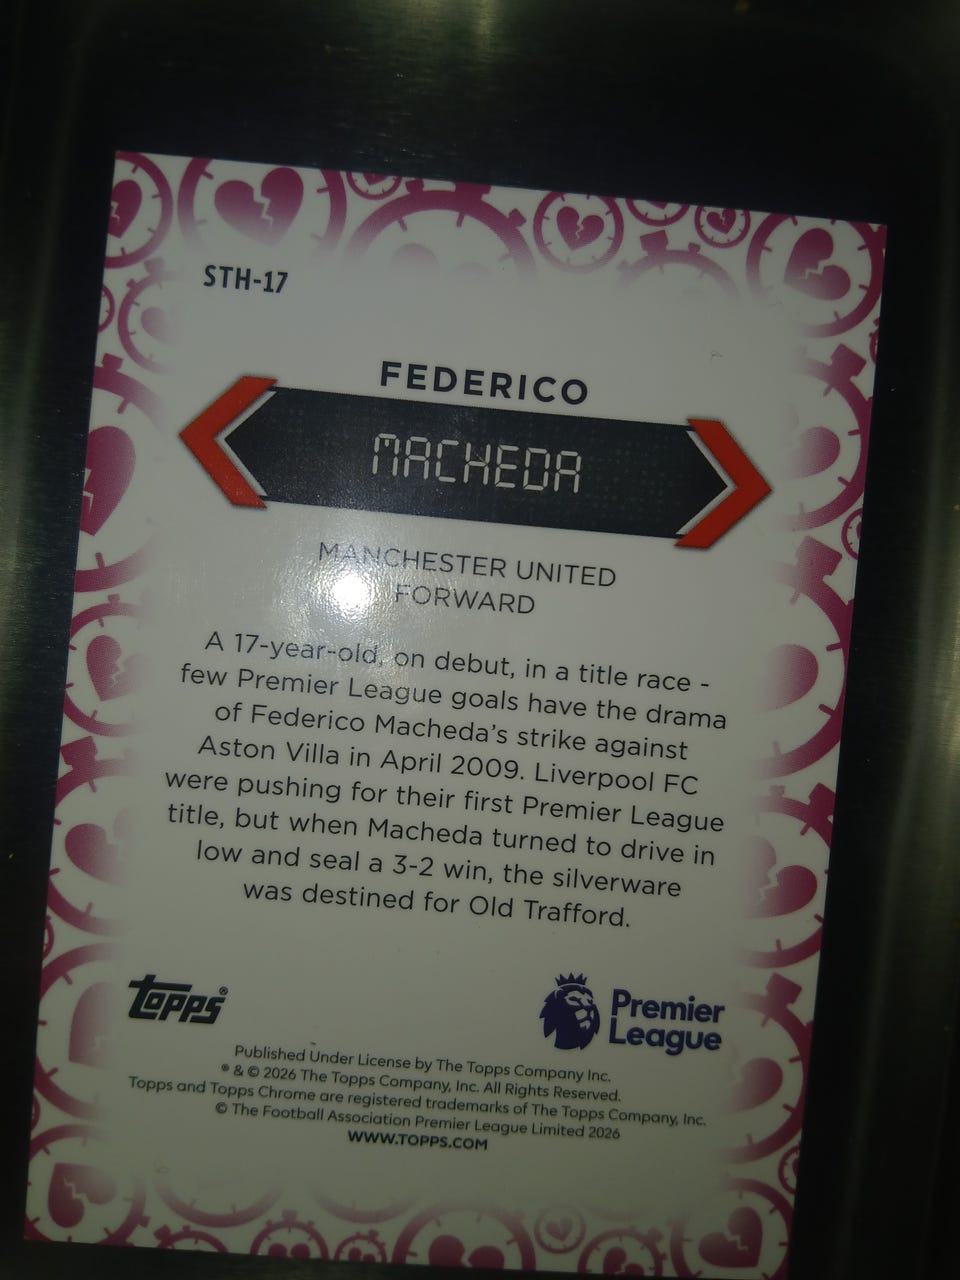 STH-17
FEDERICO
MACHEDA
MANCHESTER UNITED
FORWARD
A 17-year-old, on debut, in a title race -
few Premier League goals have the drama
of Federico Macheda's strike against
Aston Villa in April 2009. Liverpool FC
were pushing for their first Premier League
title, but when Macheda turned to drive in
low and seal a 3-2 win, the silverware
was destined for Old Trafford.
topps®
Premier
League
Published Under License by The Topps Company Inc.
® & © 2026 The Topps Company, Inc. All Rights Reserved.
Topps and Topps Chrome are registered trademarks of The Topps Company, Inc.
© The Football Association Premier League Limited 2026
WWW.TOPPS.COM